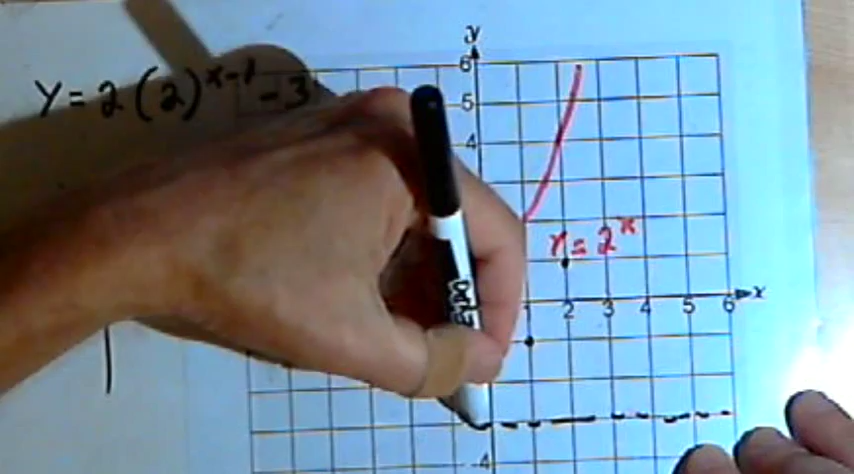 y
6
y = 2(2)^x-1 - 3
5
4
y = 2^x
x
1 2 3 4 5 6
-4